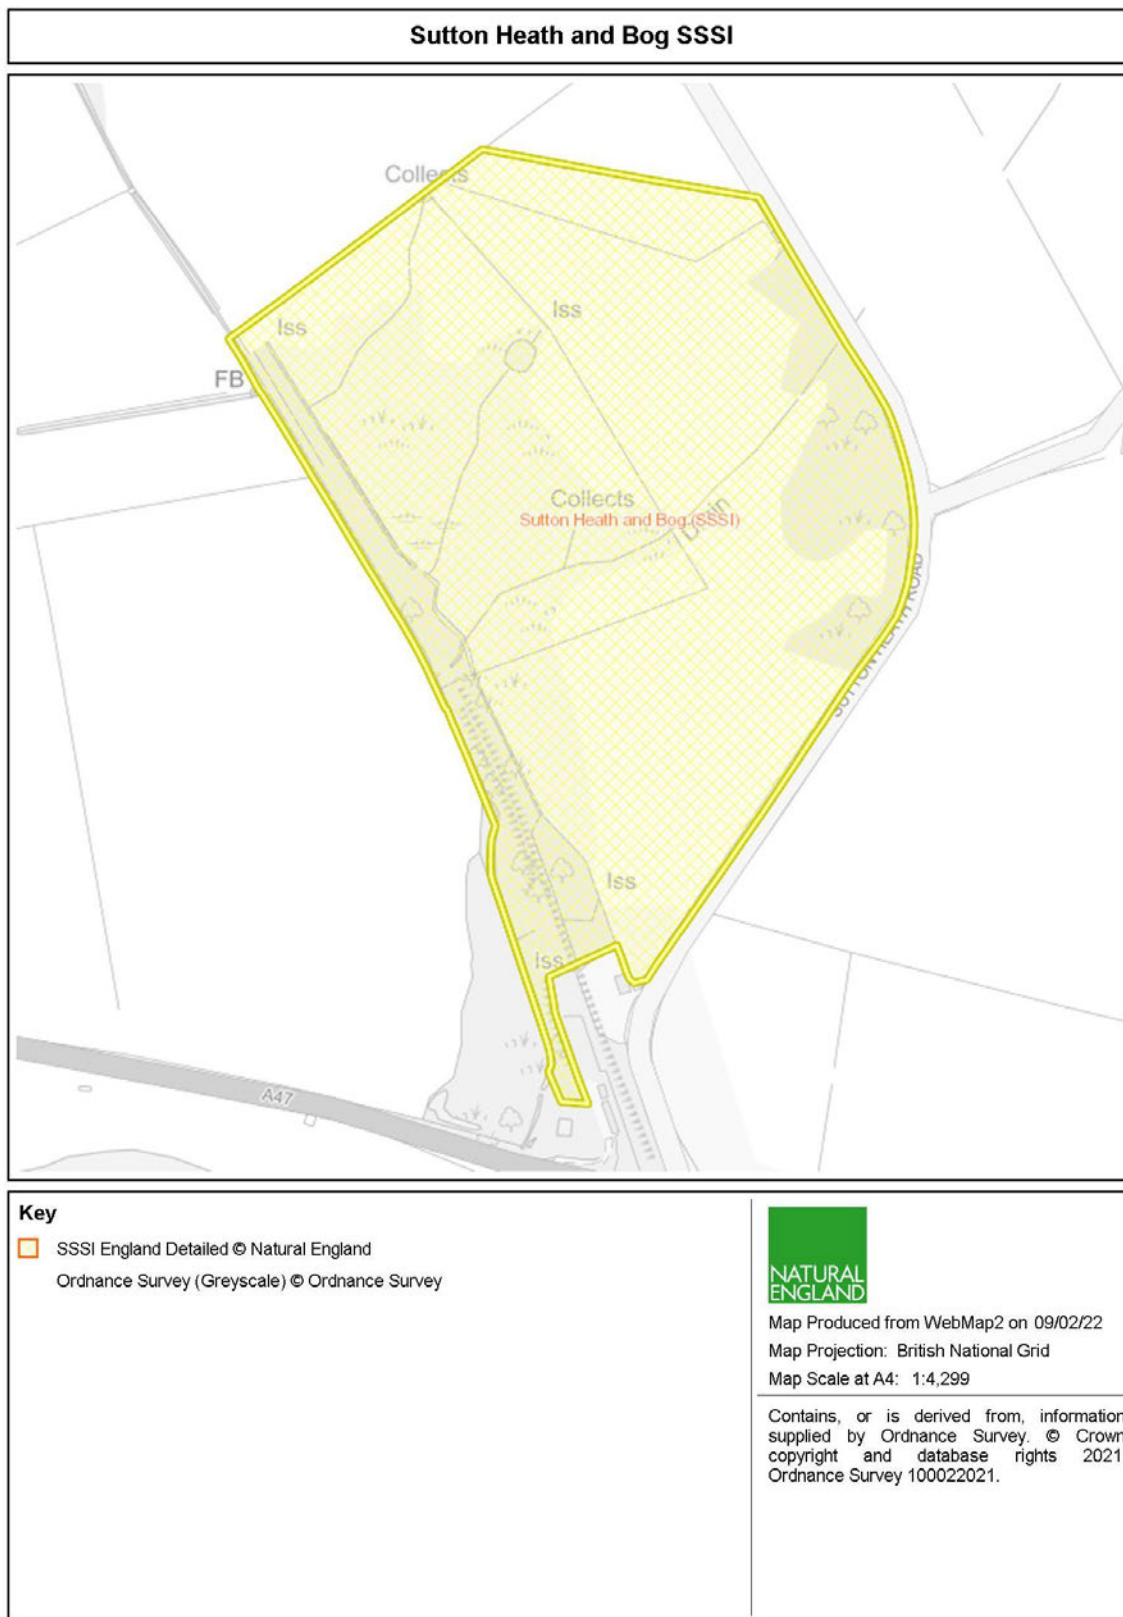 Sutton Heath and Bog SSSI
Collects
Iss
Iss
FB
Collects
Sutton Heath and Bog (SSSI)
Drain
SUTTON HEATH ROAD
Iss
Iss
A47
Key
SSSI England Detailed © Natural England
Ordnance Survey (Greyscale) © Ordnance Survey
NATURAL
ENGLAND
Map Produced from WebMap2 on 09/02/22
Map Projection: British National Grid
Map Scale at A4: 1:4,299
Contains, or is derived from, information
supplied by Ordnance Survey. © Crown
copyright and database rights 2021
Ordnance Survey 100022021.